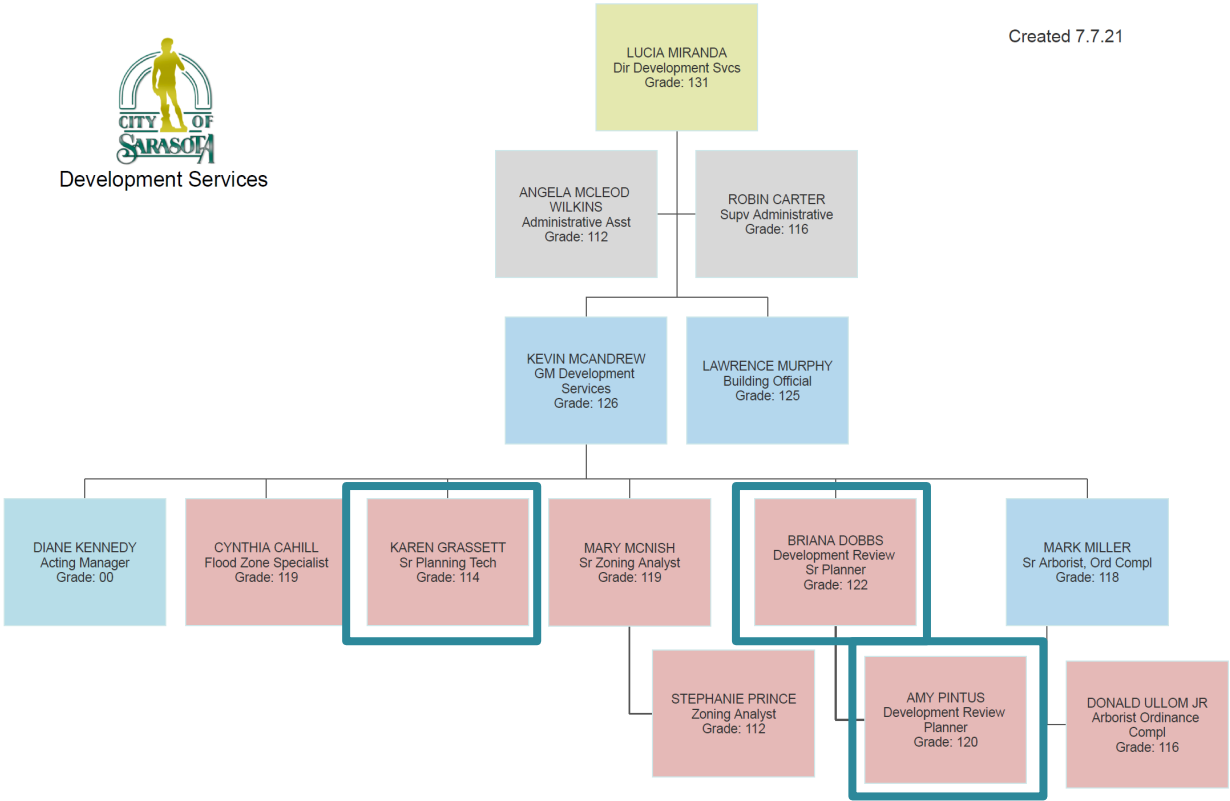 LUCIA MIRANDA
Dir Development Svcs
Grade: 131
Created 7.7.21
CITY OF
SARASOTA
Development Services
ANGELA MCLEOD
WILKINS
Administrative Asst
Grade: 112
ROBIN CARTER
Supv Administrative
Grade: 116
KEVIN MCANDREW
GM Development
Services
Grade: 126
LAWRENCE MURPHY
Building Official
Grade: 125
DIANE KENNEDY
Acting Manager
Grade: 00
CYNTHIA CAHILL
Flood Zone Specialist
Grade: 119
KAREN GRASSETT
Sr Planning Tech
Grade: 114
MARY MCNISH
Sr Zoning Analyst
Grade: 119
BRIANA DOBBS
Development Review
Sr Planner
Grade: 122
MARK MILLER
Sr Arborist, Ord Compl
Grade: 118
STEPHANIE PRINCE
Zoning Analyst
Grade: 112
AMY PINTUS
Development Review
Planner
Grade: 120
DONALD ULLOM JR
Arborist Ordinance
Compl
Grade: 116